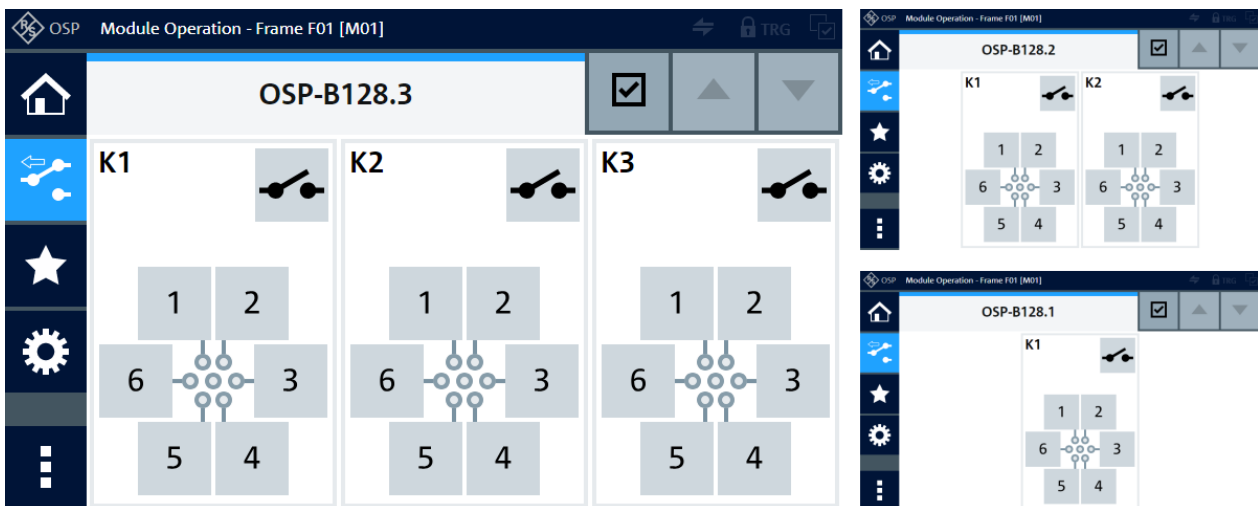 R&S OSP Module Operation - Frame F01 [M01] TRG
OSP-B128.3
K1 K2 K3
1 2 1 2 1 2
6 3 6 3 6 3
5 4 5 4 5 4
OSP Module Operation - Frame F01 [M01] TRG
OSP-B128.2
K1 K2
1 2 1 2
6 3 6 3
5 4 5 4
OSP Module Operation - Frame F01 [M01] TRG
OSP-B128.1
K1
1 2
6 3
5 4